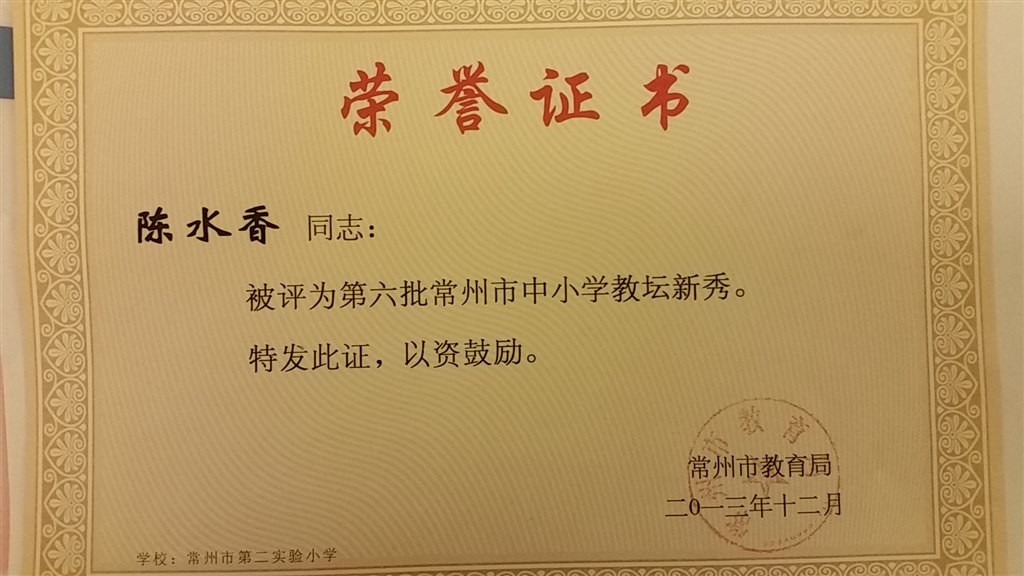 荣誉证书
陈水香 同志：
被评为第六批常州市中小学教坛新秀。
特发此证，以资鼓励。
常州市教育局
二0一三年十二月
学校：常州市第二实验小学